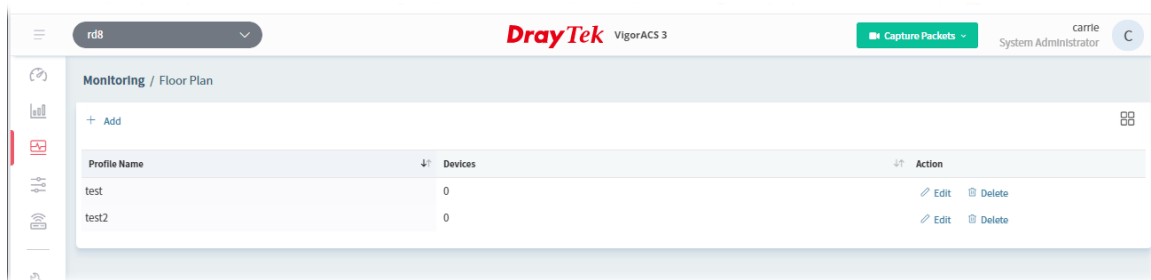 rd8
DrayTek VigorACS 3
Capture Packets
carrie
System Administrator
C
Monitoring / Floor Plan
+ Add
Profile Name Devices Action
test 0 Edit Delete
test2 0 Edit Delete